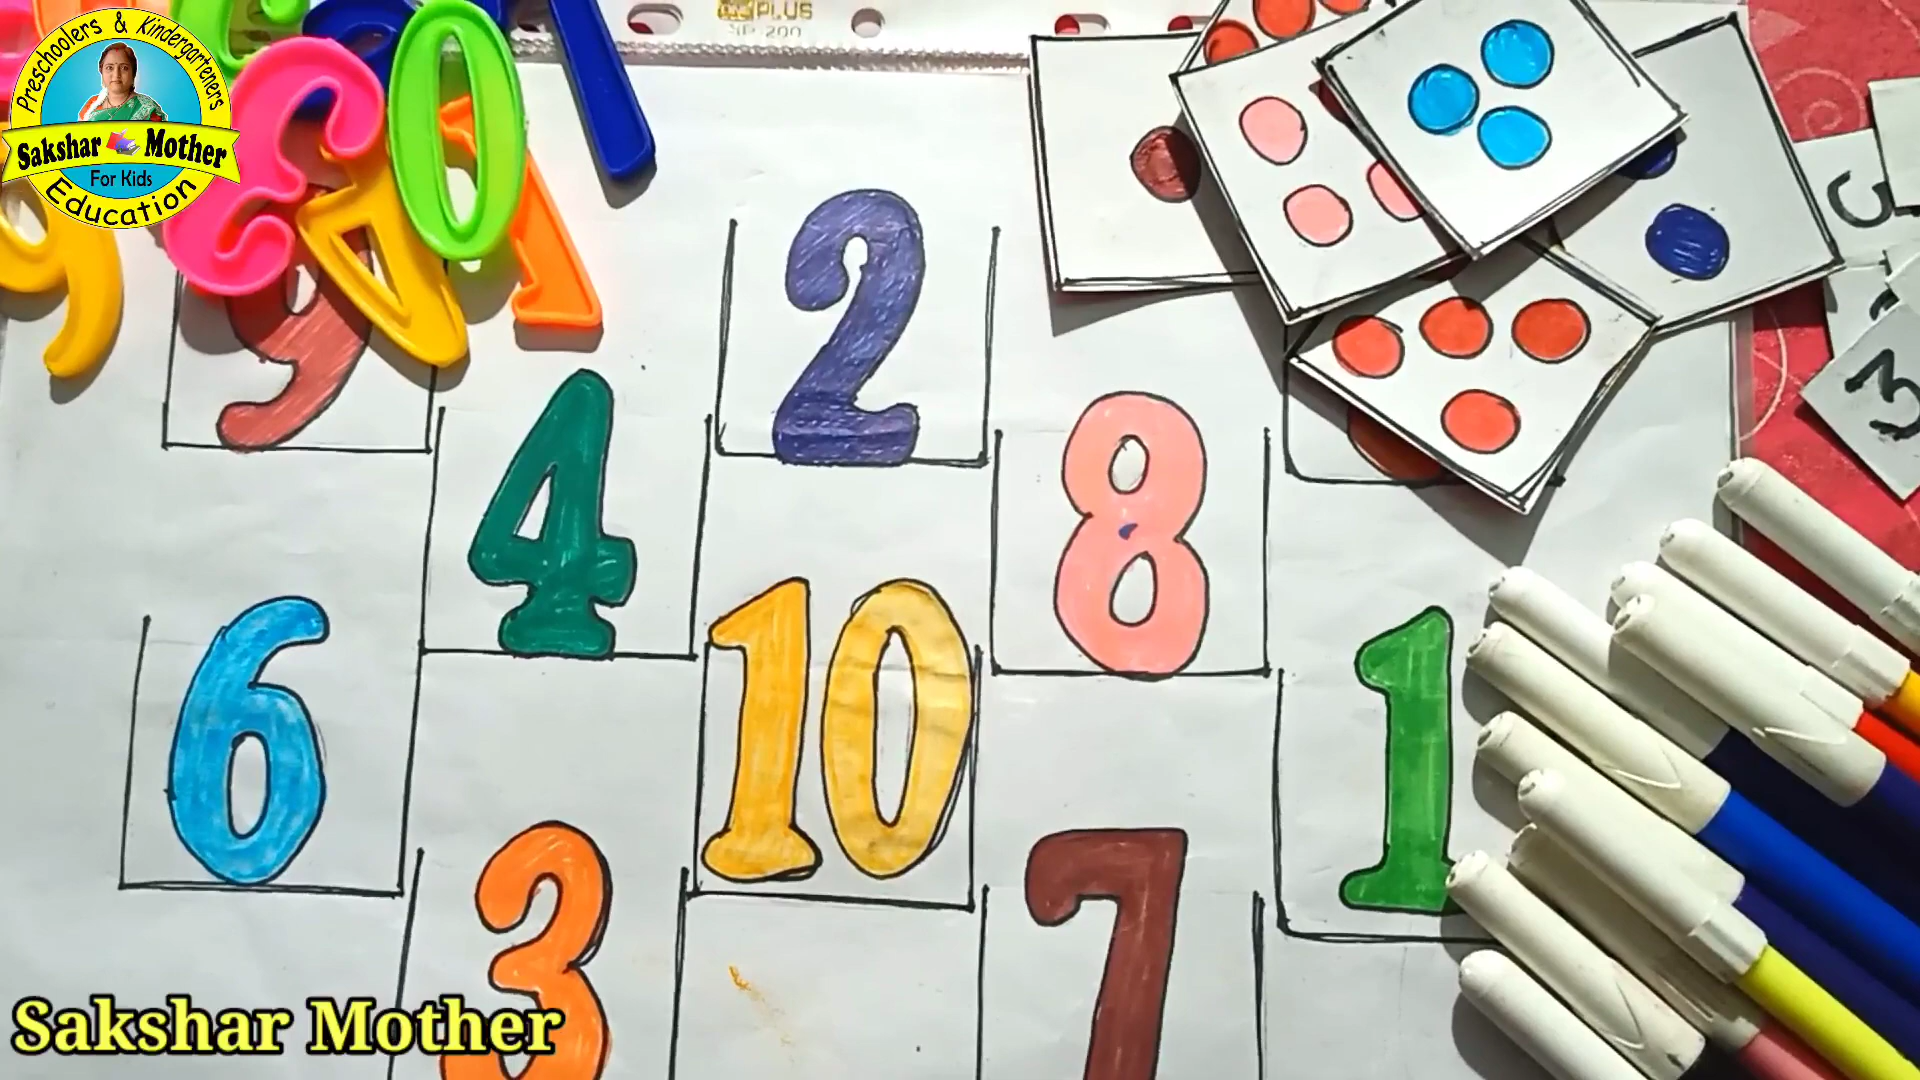 Preschoolers & Kindergarteners
Sakshar Mother
For Kids
Education
PLUS
SP-200
9
2
4
8
6
10
1
3
7
3
Sakshar Mother